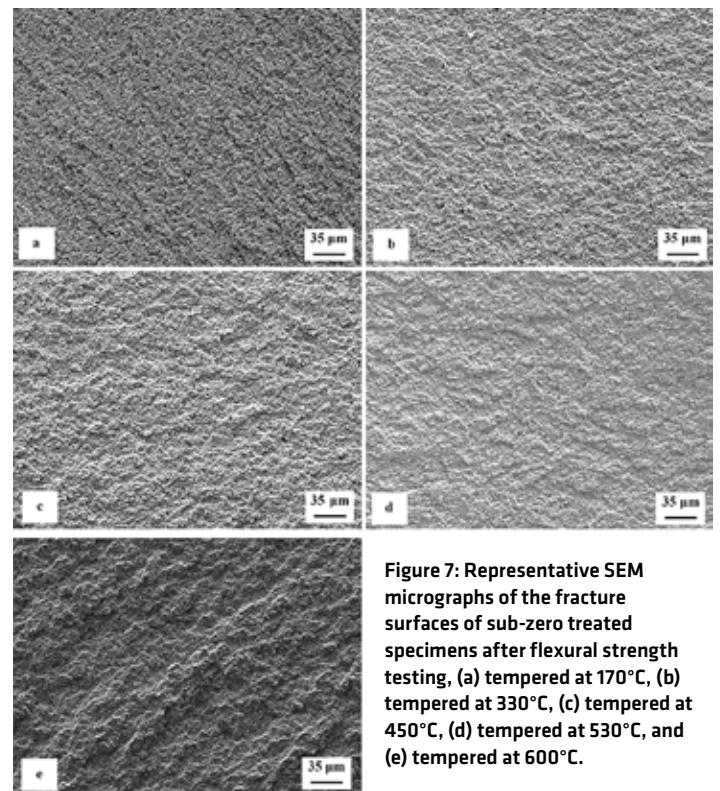 a
35 µm
b
35 µm
c
35 µm
d
35 µm
e
35 µm
Figure 7: Representative SEM
micrographs of the fracture
surfaces of sub-zero treated
specimens after flexural strength
testing, (a) tempered at 170°C, (b)
tempered at 330°C, (c) tempered at
450°C, (d) tempered at 530°C, and
(e) tempered at 600°C.